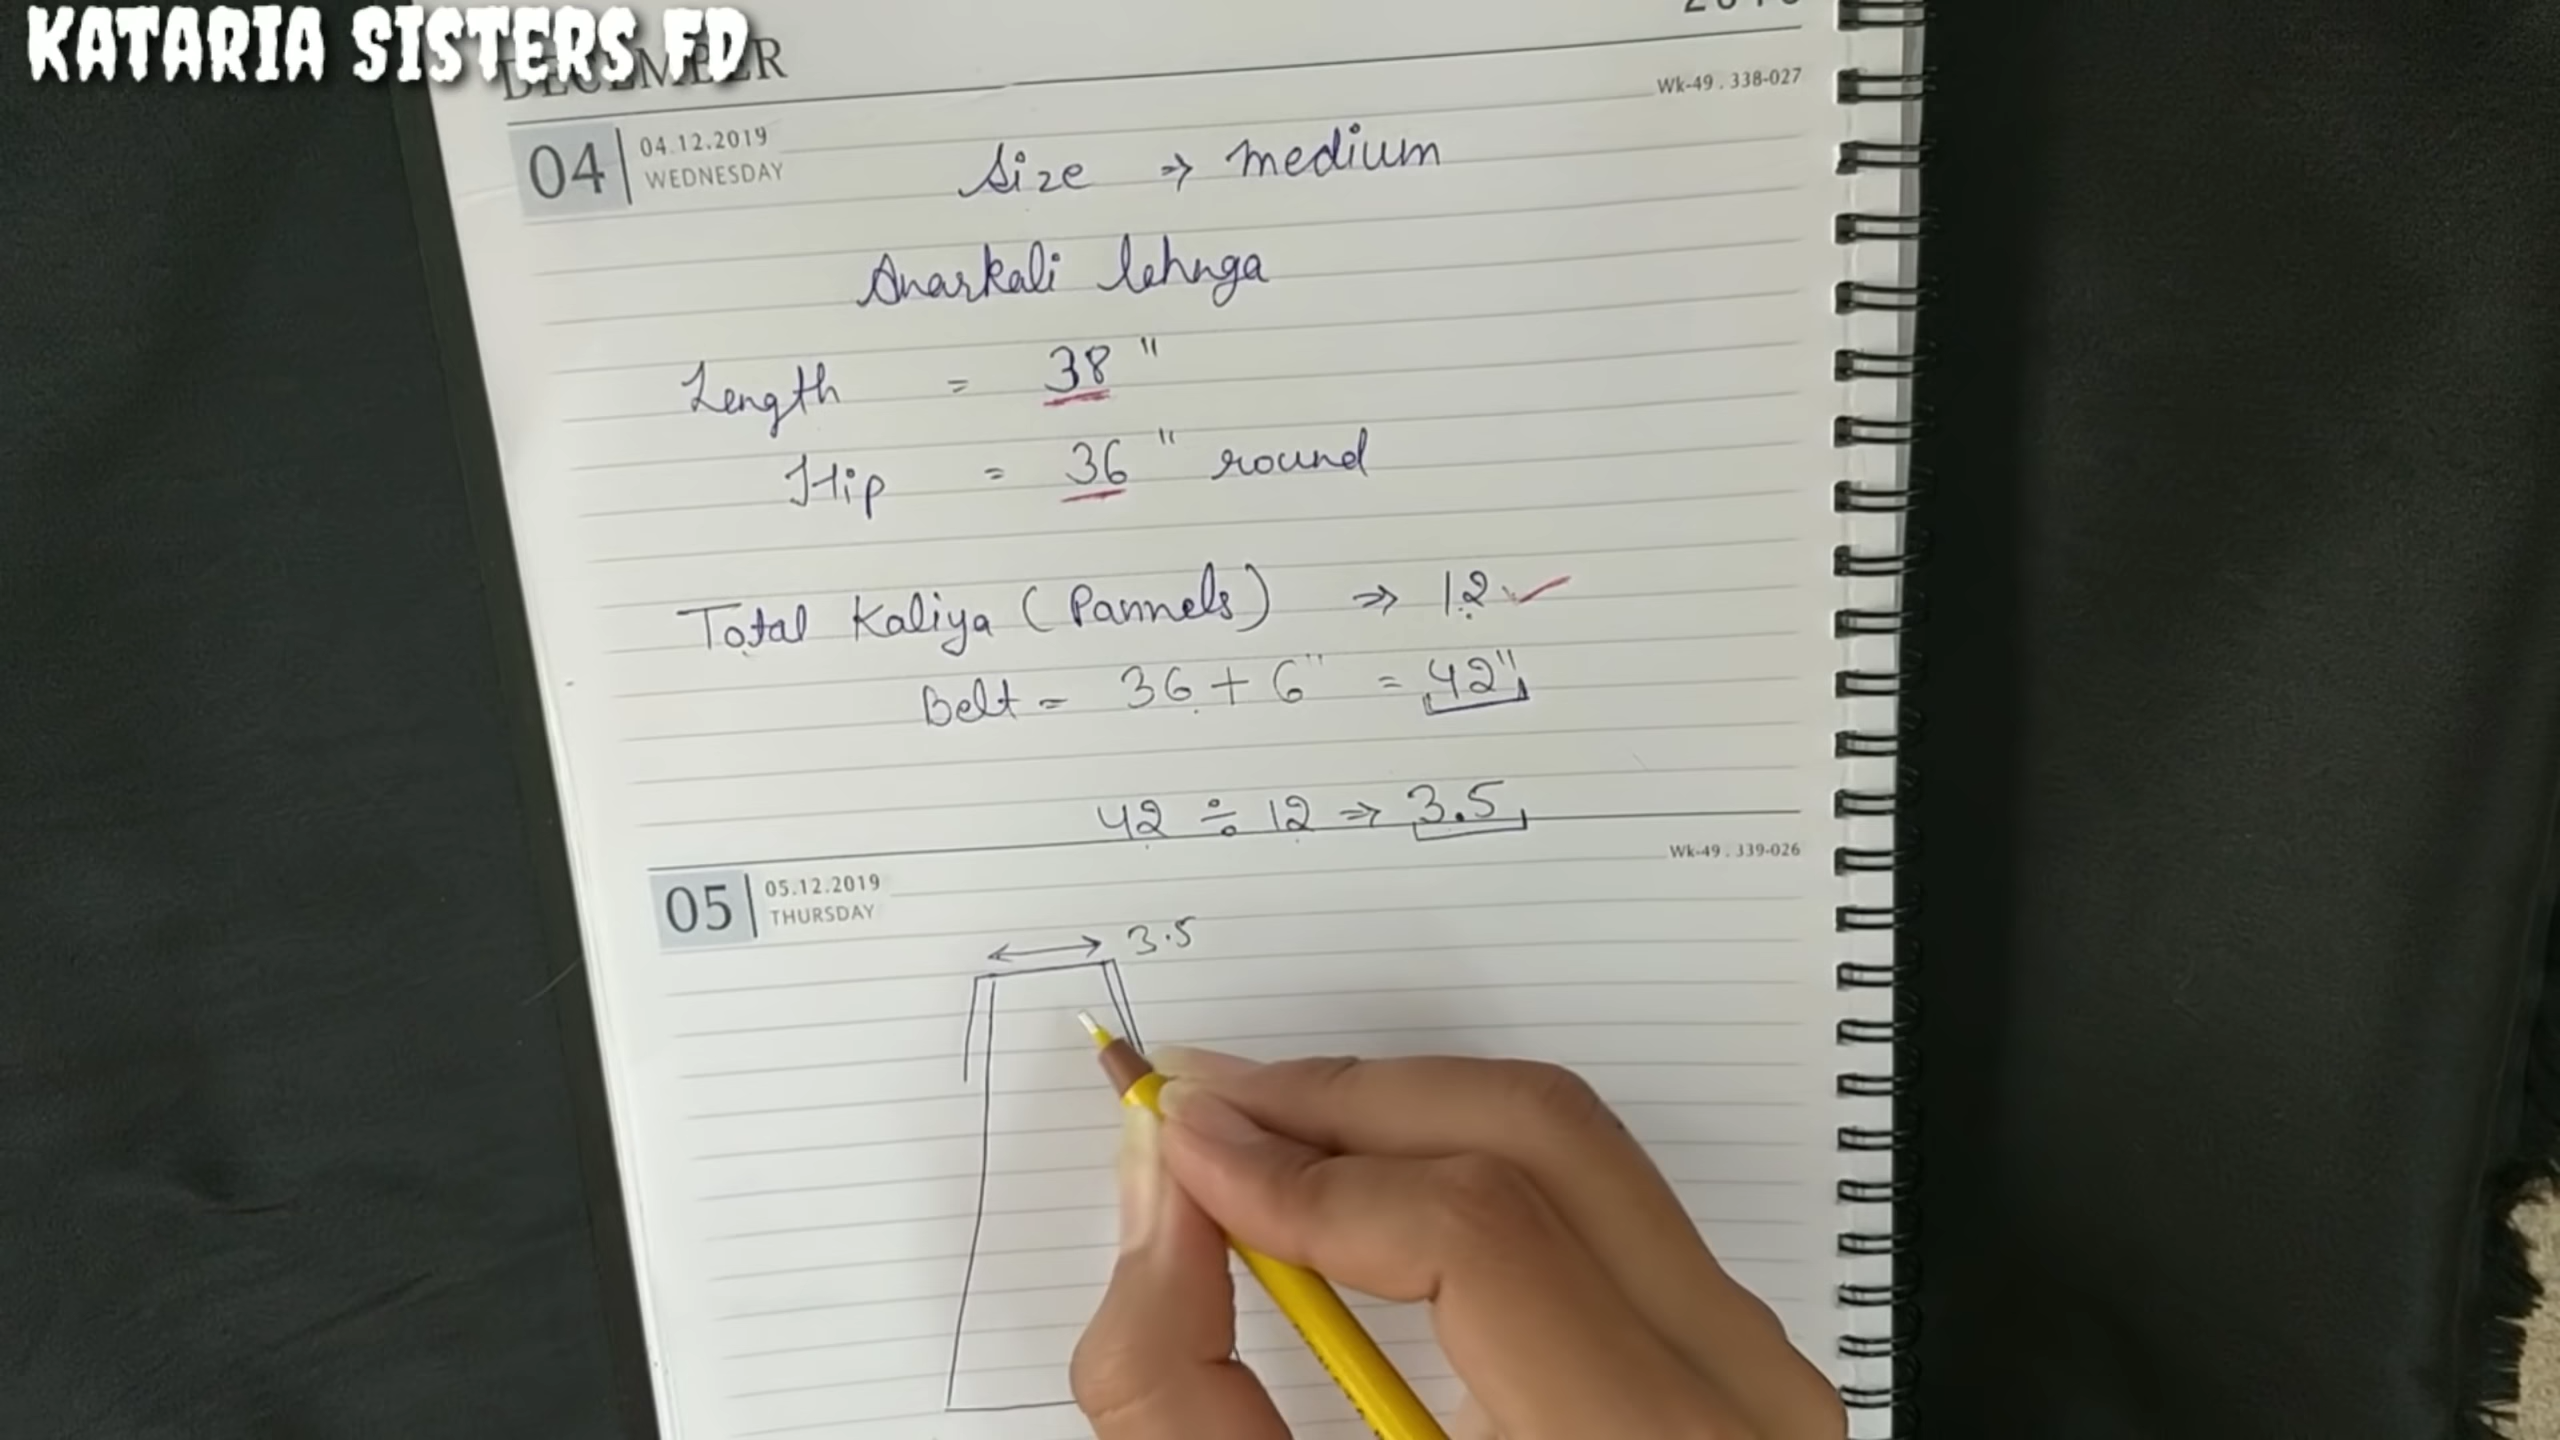 KATARIA SISTERS FD
DECEMBER
Wk-49 . 338-027
04
04.12.2019
WEDNESDAY
Size ⇒ medium
Anarkali lehnga
Length = 38"
Hip = 36" round
Total Kaliya (Pannels) ⇒ 12 ✓
Belt = 36 + 6" = 42"
42 ÷ 12 ⇒ 3.5
Wk-49 . 339-026
05
05.12.2019
THURSDAY
3.5